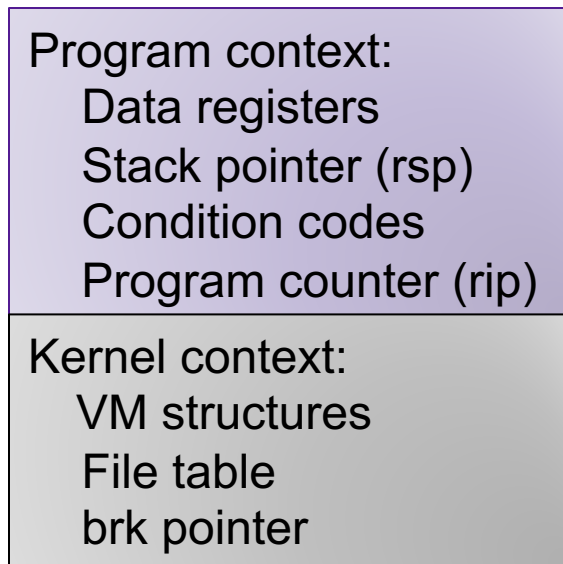 Program context:
Data registers
Stack pointer (rsp)
Condition codes
Program counter (rip)
Kernel context:
VM structures
File table
brk pointer